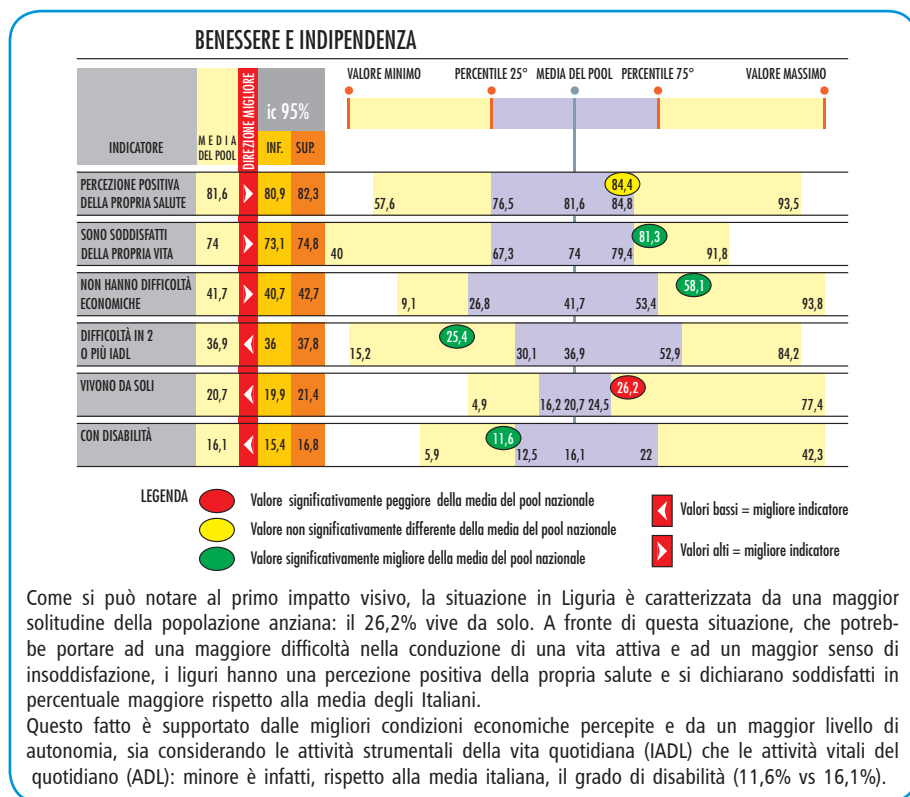 BENESSERE E INDIPENDENZA
INDICATORE
MEDIA
DEL POOL
DIREZIONE MIGLIORE
ic 95%
INF. SUP.
VALORE MINIMO PERCENTILE 25° MEDIA DEL POOL PERCENTILE 75° VALORE MASSIMO
PERCEZIONE POSITIVA
DELLA PROPRIA SALUTE
81,6 80,9 82,3
84,4
57,6 76,5 81,6 84,8 93,5
SONO SODDISFATTI
DELLA PROPRIA VITA
74 73,1 74,8
81,3
40 67,3 74 79,4 91,8
NON HANNO DIFFICOLTÀ
ECONOMICHE
41,7 40,7 42,7
58,1
9,1 26,8 41,7 53,4 93,8
DIFFICOLTÀ IN 2
O PIÙ IADL
36,9 36 37,8
25,4
15,2 30,1 36,9 52,9 84,2
VIVONO DA SOLI
20,7 19,9 21,4
26,2
4,9 16,2 20,7 24,5 77,4
CON DISABILITÀ
16,1 15,4 16,8
11,6
5,9 12,5 16,1 22 42,3
LEGENDA
Valore significativamente peggiore della media del pool nazionale
Valore non significativamente differente della media del pool nazionale
Valore significativamente migliore della media del pool nazionale
Valori bassi = migliore indicatore
Valori alti = migliore indicatore
Come si può notare al primo impatto visivo, la situazione in Liguria è caratterizzata da una maggior
solitudine della popolazione anziana: il 26,2% vive da solo. A fronte di questa situazione, che potreb-
be portare ad una maggiore difficoltà nella conduzione di una vita attiva e ad un maggior senso di
insoddisfazione, i liguri hanno una percezione positiva della propria salute e si dichiarano soddisfatti in
percentuale maggiore rispetto alla media degli Italiani.
Questo fatto è supportato dalle migliori condizioni economiche percepite e da un maggior livello di
autonomia, sia considerando le attività strumentali della vita quotidiana (IADL) che le attività vitali del
quotidiano (ADL): minore è infatti, rispetto alla media italiana, il grado di disabilità (11,6% vs 16,1%).